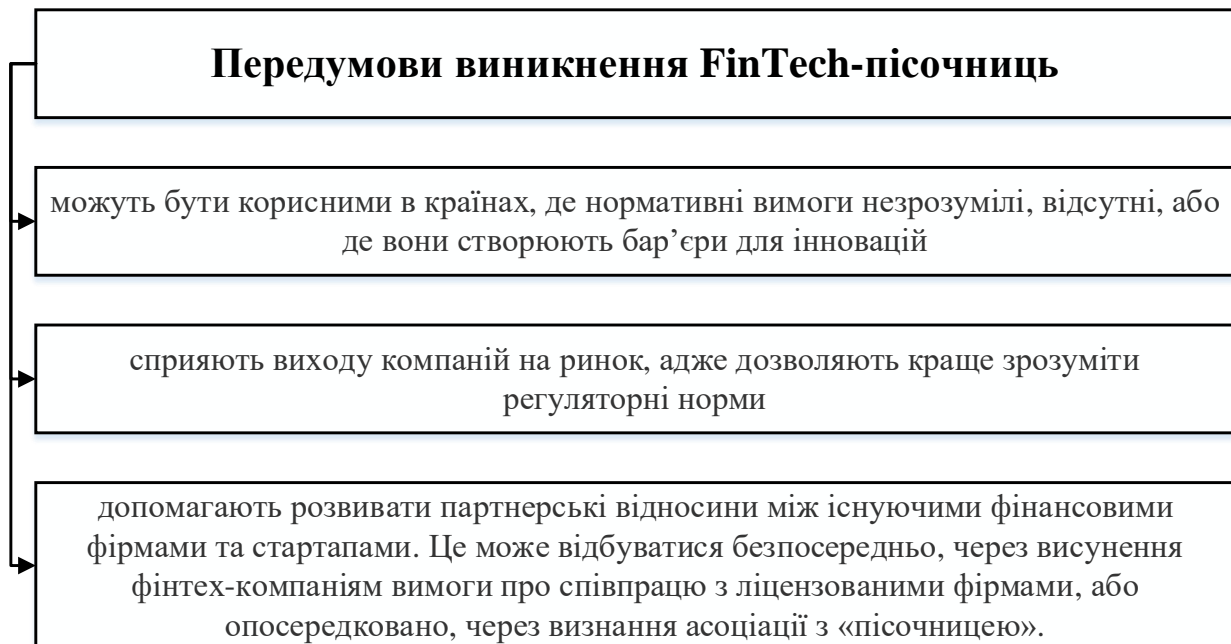 Передумови виникнення FinTech-пісочниць
можуть бути корисними в країнах, де нормативні вимоги незрозумілі, відсутні, або
де вони створюють бар’єри для інновацій
сприяють виходу компаній на ринок, адже дозволяють краще зрозуміти
регуляторні норми
допомагають розвивати партнерські відносини між існуючими фінансовими
фірмами та стартапами. Це може відбуватися безпосередньо, через висунення
фінтех-компаніям вимоги про співпрацю з ліцензованими фірмами, або
опосередковано, через визнання асоціації з «пісочницею».